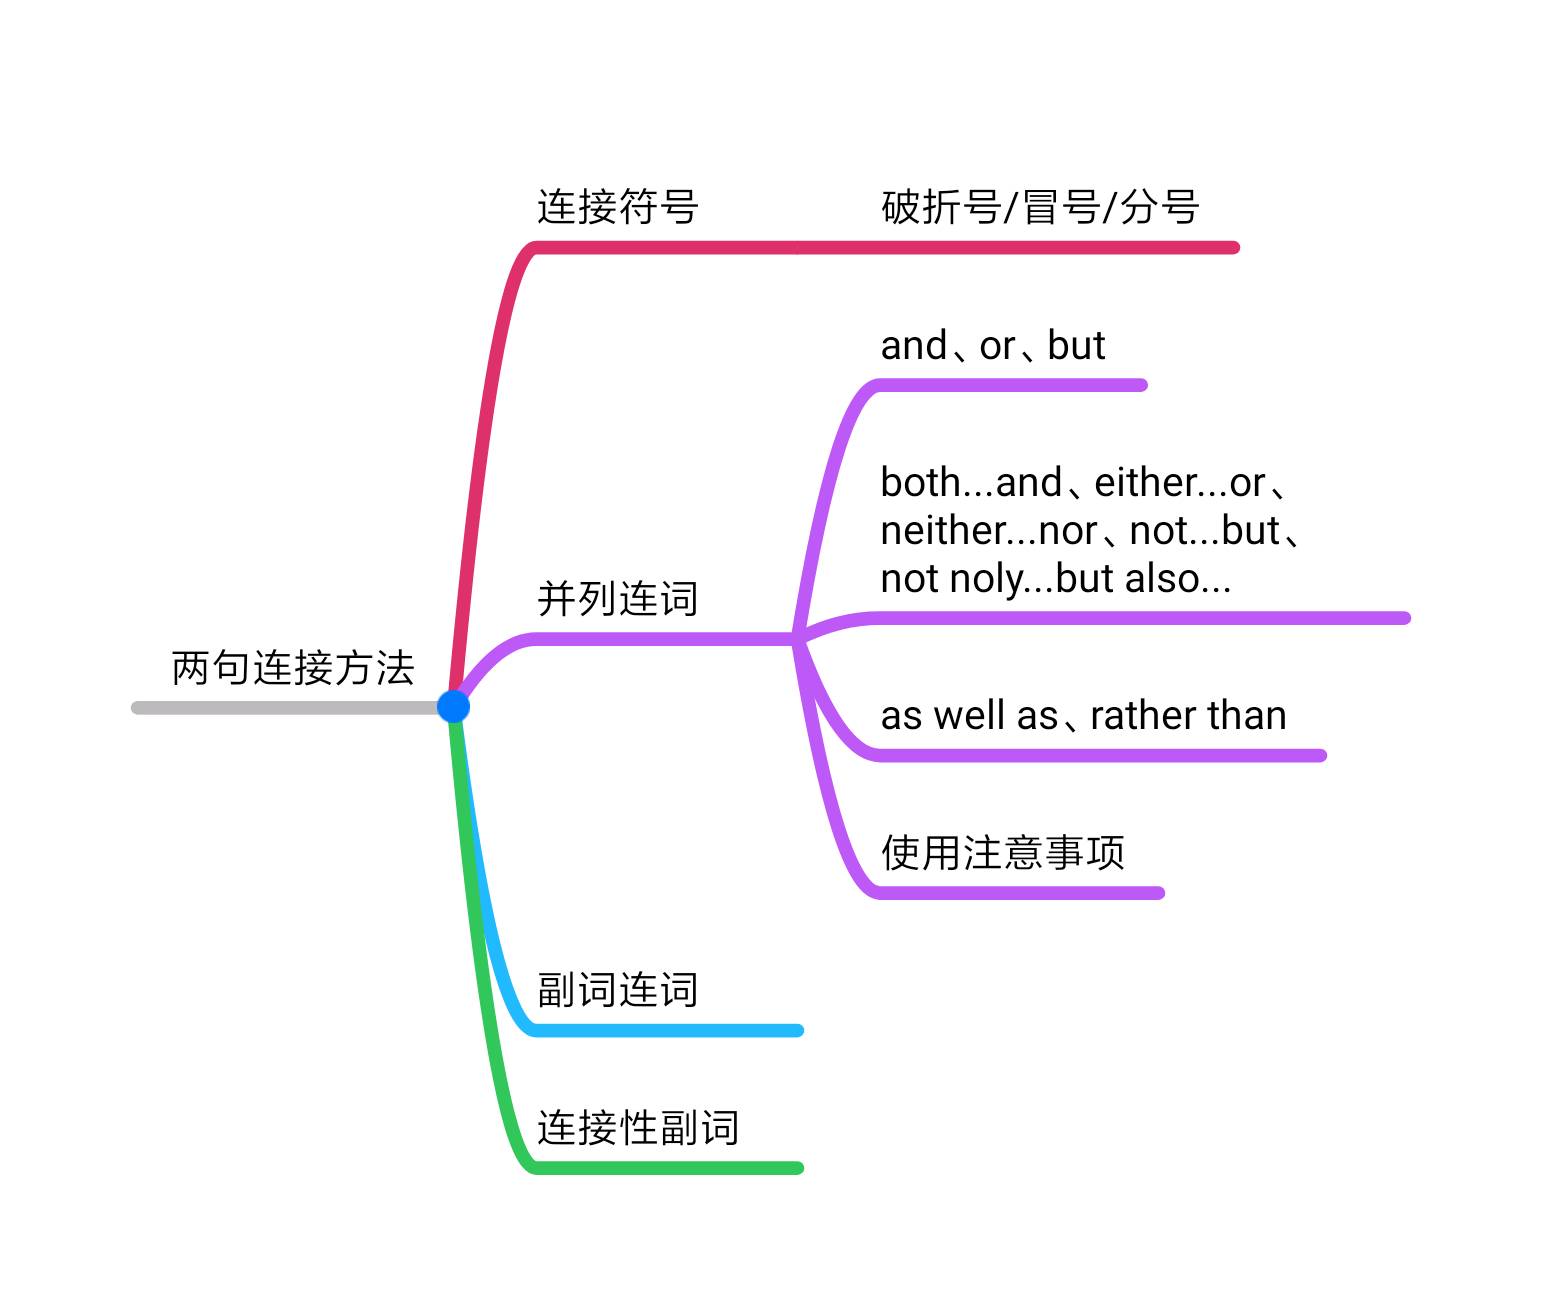 连接符号
破折号/冒号/分号
and、or、but
both...and、either...or、
neither...nor、not...but、
not noly...but also...
并列连词
两句连接方法
as well as、rather than
使用注意事项
副词连词
连接性副词